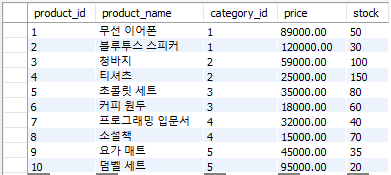 product_id product_name category_id price stock
1 무선 이어폰 1 89000.00 50
2 블루투스 스피커 1 120000.00 30
3 청바지 2 59000.00 100
4 티셔츠 2 25000.00 150
5 초콜릿 세트 3 35000.00 80
6 커피 원두 3 18000.00 60
7 프로그래밍 입문서 4 32000.00 40
8 소설책 4 15000.00 70
9 요가 매트 5 45000.00 35
10 덤벨 세트 5 95000.00 20